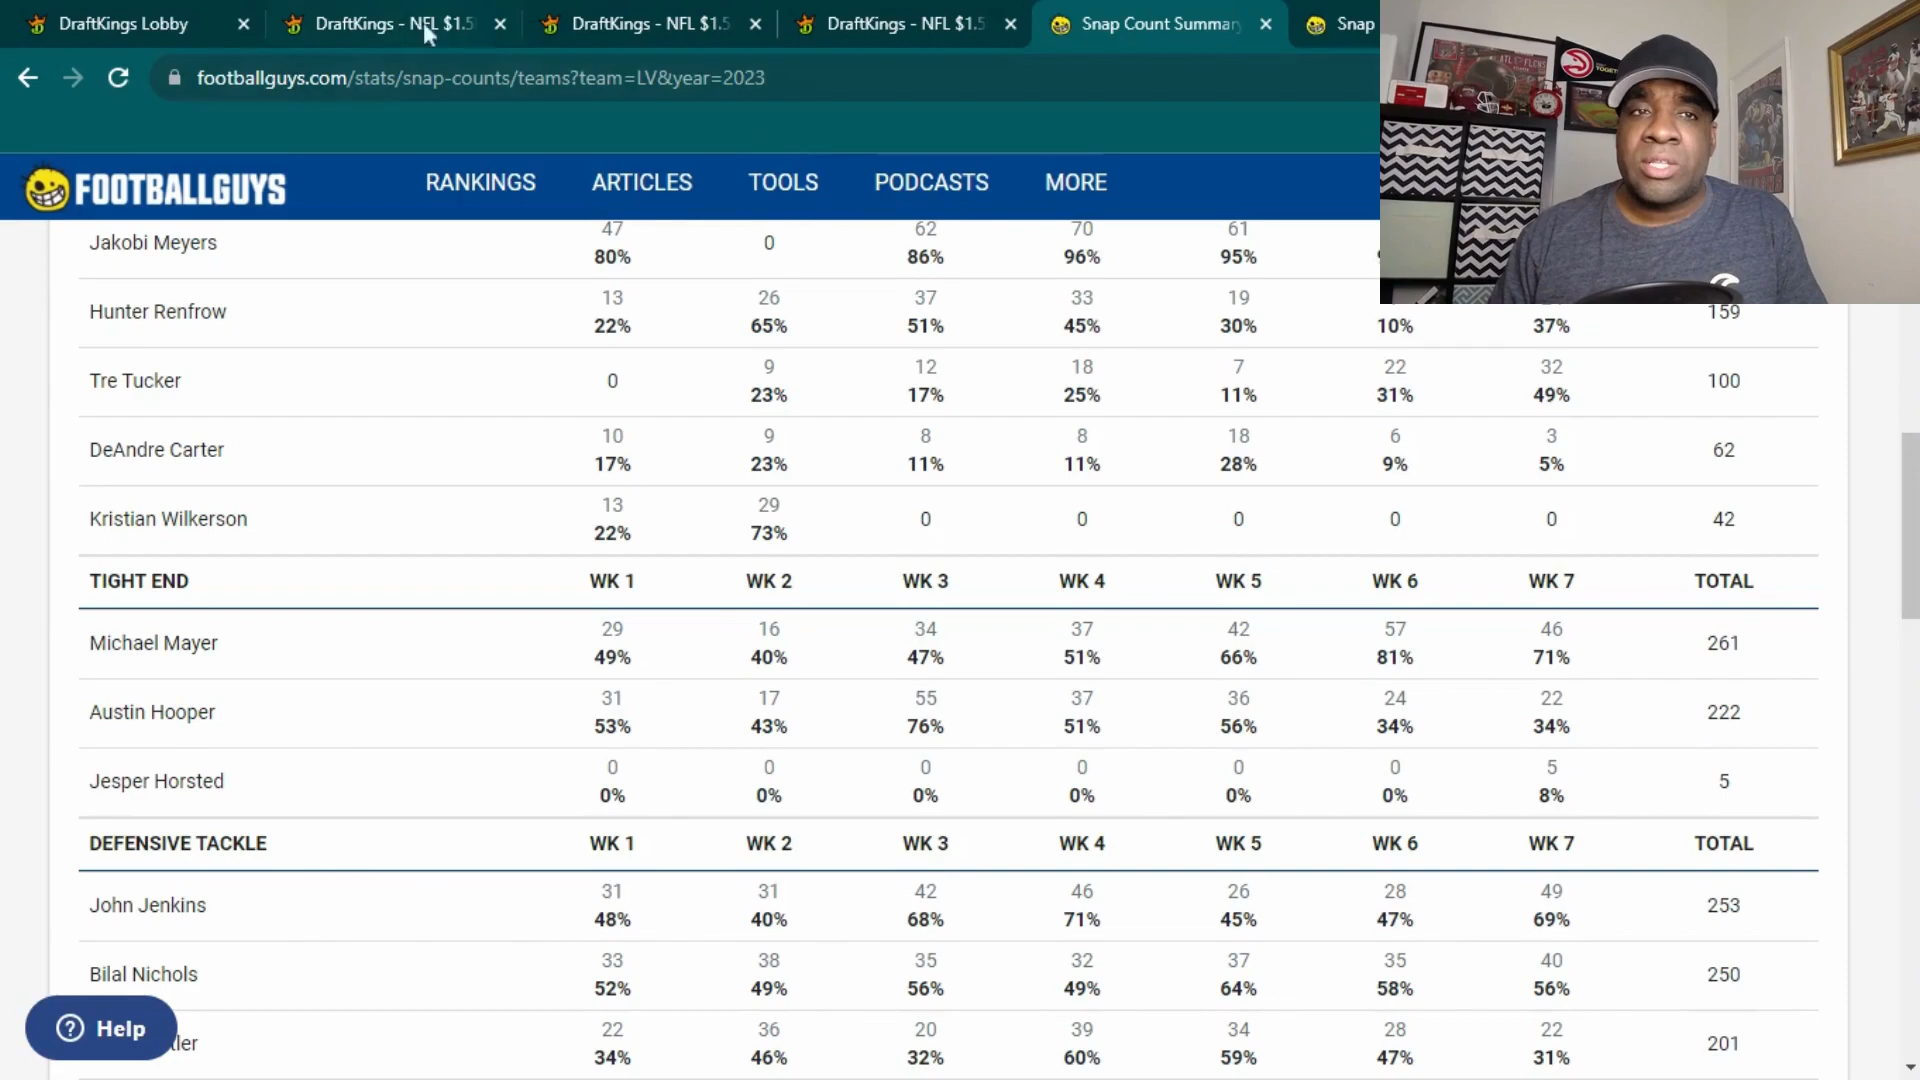 DraftKings Lobby
DraftKings - NFL $1.5
DraftKings - NFL $1.5
DraftKings - NFL $1.5
Snap Count Summary
Snap
footballguys.com/stats/snap-counts/teams?team=LV&year=2023
FOOTBALLGUYS
RANKINGS ARTICLES TOOLS PODCASTS MORE
47 62 70 61
Jakobi Meyers 0
80% 86% 96% 95%
13 26 37 33 19
Hunter Renfrow 159
22% 65% 51% 45% 30% 10% 37%
9 12 18 7 22 32
Tre Tucker 0 100
23% 17% 25% 11% 31% 49%
10 9 8 8 18 6 3
DeAndre Carter 62
17% 23% 11% 11% 28% 9% 5%
13 29
Kristian Wilkerson 0 0 0 0 0 42
22% 73%
TIGHT END WK 1 WK 2 WK 3 WK 4 WK 5 WK 6 WK 7 TOTAL
29 16 34 37 42 57 46
Michael Mayer 261
49% 40% 47% 51% 66% 81% 71%
31 17 55 37 36 24 22
Austin Hooper 222
53% 43% 76% 51% 56% 34% 34%
0 0 0 0 0 0 5
Jesper Horsted 5
0% 0% 0% 0% 0% 0% 8%
DEFENSIVE TACKLE WK 1 WK 2 WK 3 WK 4 WK 5 WK 6 WK 7 TOTAL
31 31 42 46 26 28 49
John Jenkins 253
48% 40% 68% 71% 45% 47% 69%
33 38 35 32 37 35 40
Bilal Nichols 250
52% 49% 56% 49% 64% 58% 56%
22 36 20 39 34 28 22
tler 201
34% 46% 32% 60% 59% 47% 31%
Help